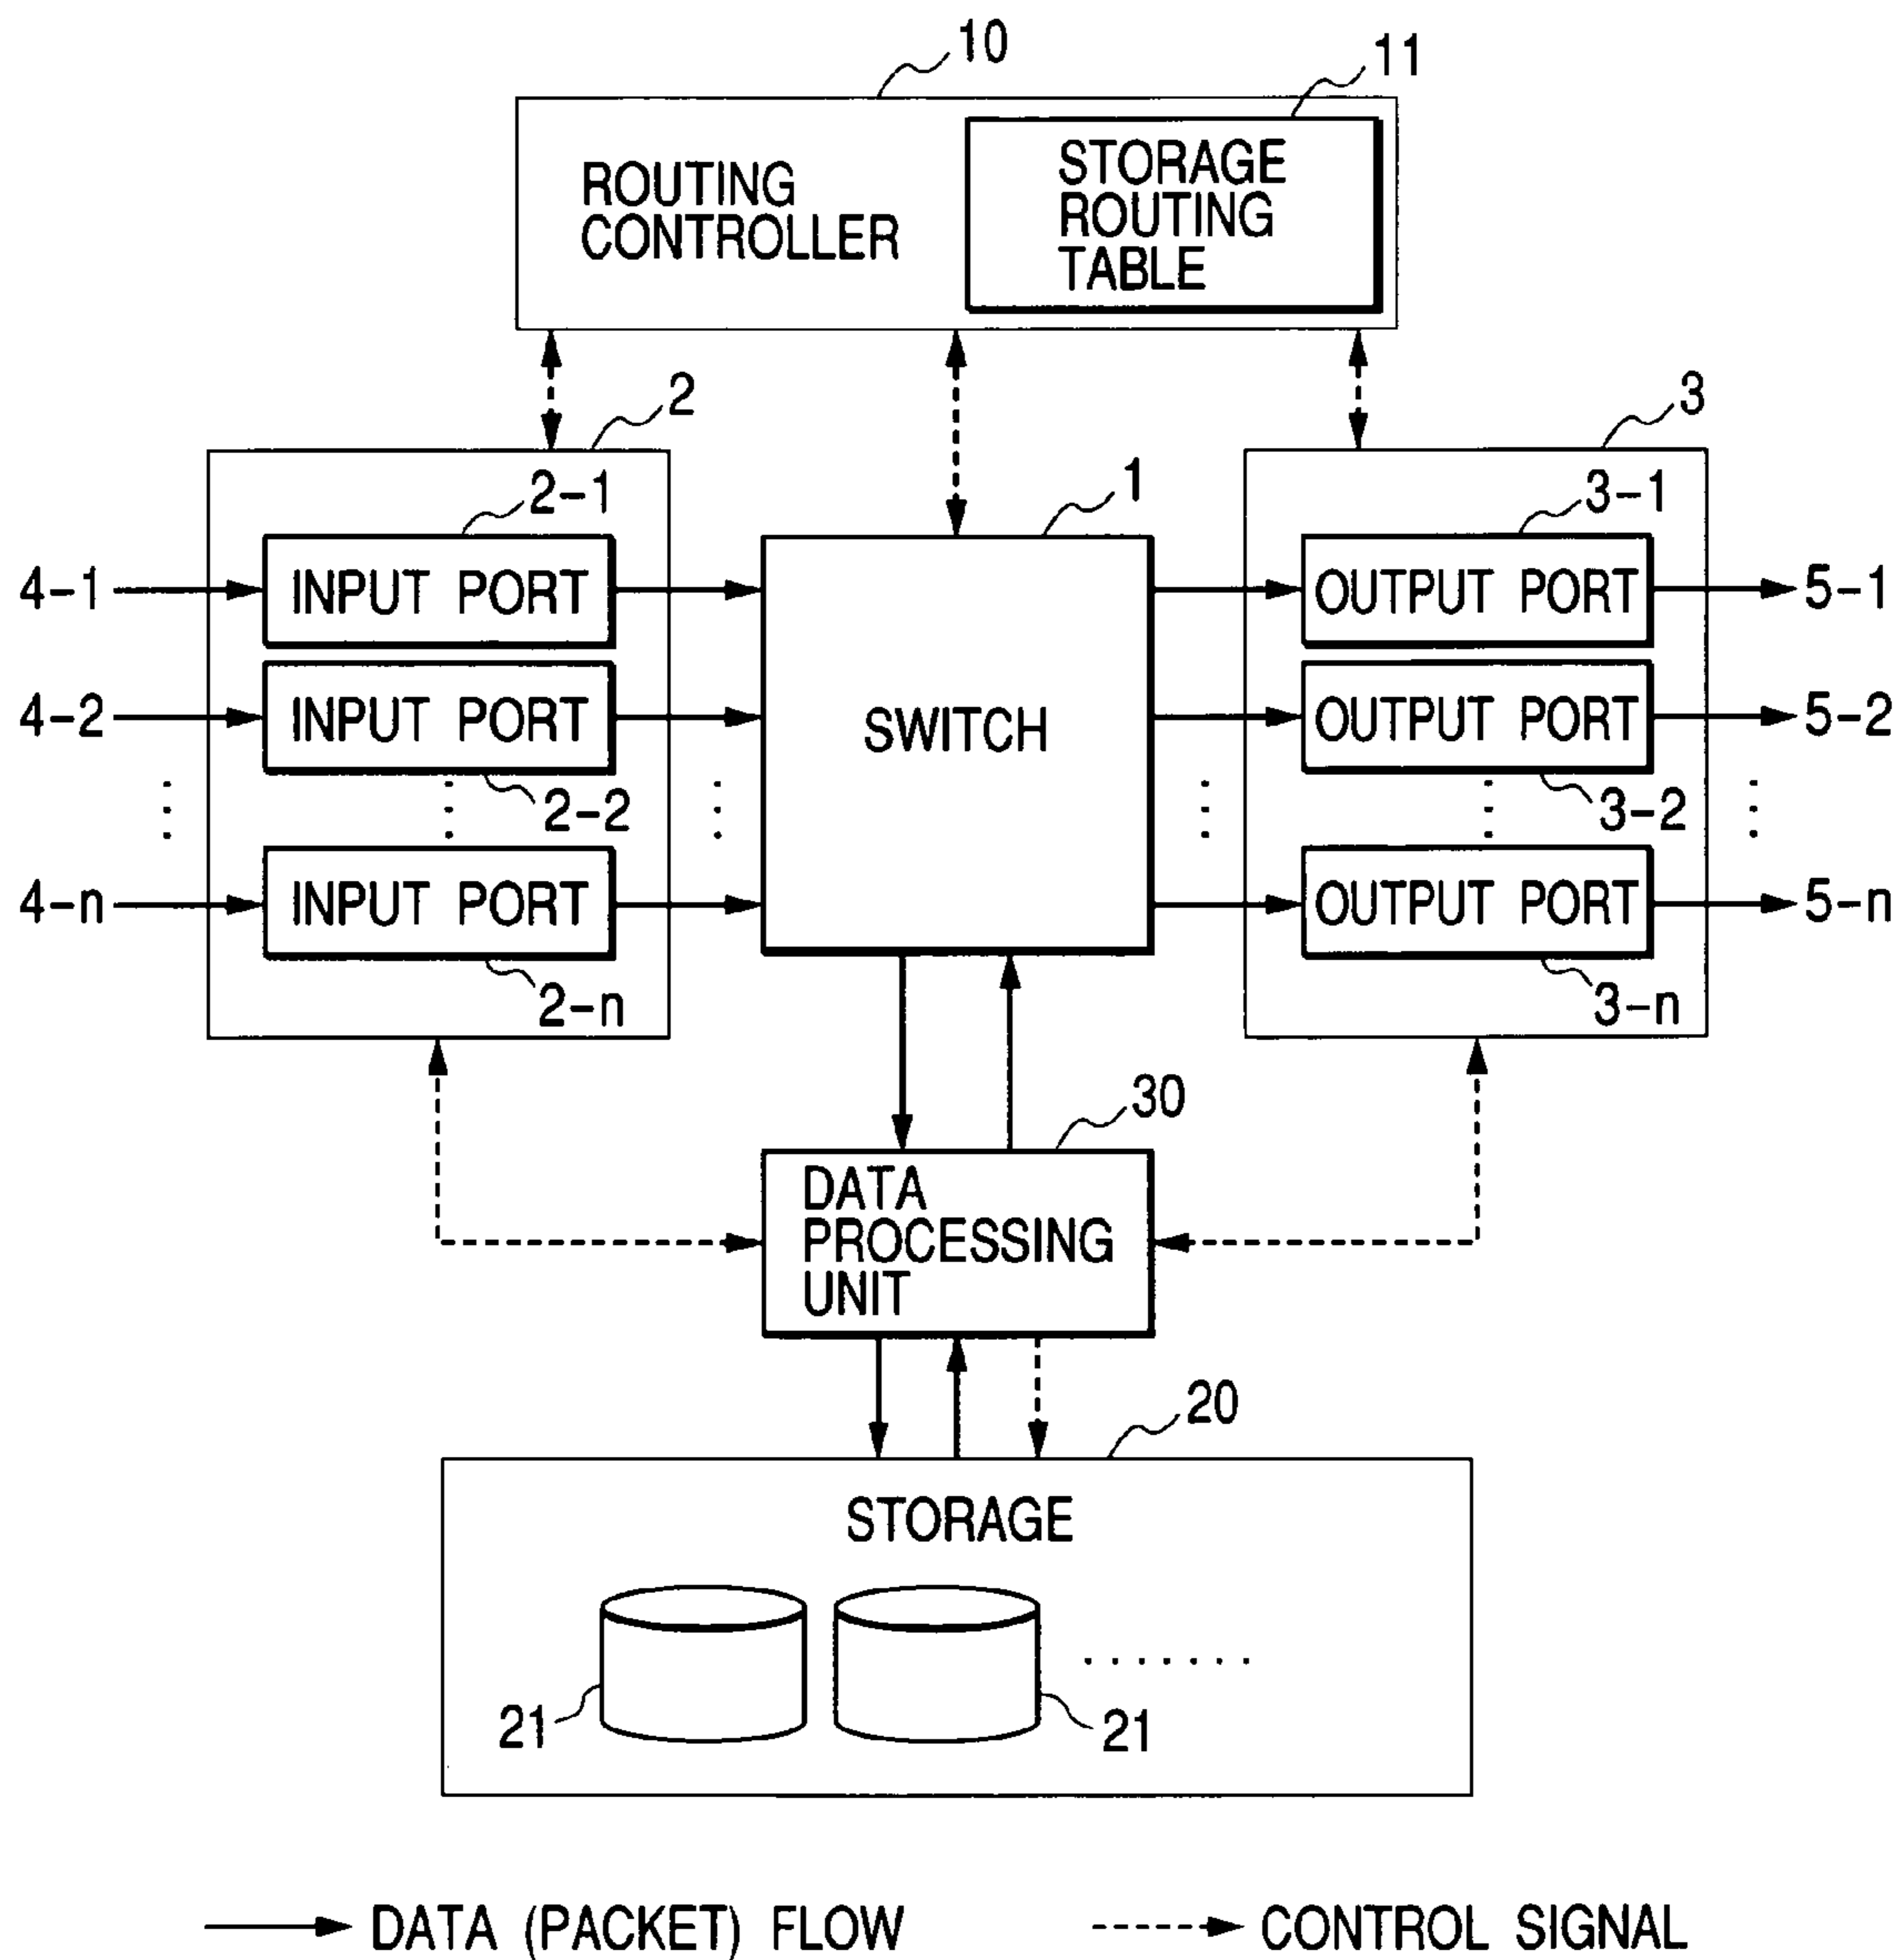 10
11
ROUTING
CONTROLLER
STORAGE
ROUTING
TABLE
2
3
1
2-1
3-1
4-1
INPUT PORT
OUTPUT PORT
5-1
4-2
INPUT PORT
SWITCH
OUTPUT PORT
5-2
2-2
3-2
4-n
INPUT PORT
OUTPUT PORT
5-n
2-n
3-n
30
DATA
PROCESSING
UNIT
20
STORAGE
21
21
DATA (PACKET) FLOW
CONTROL SIGNAL